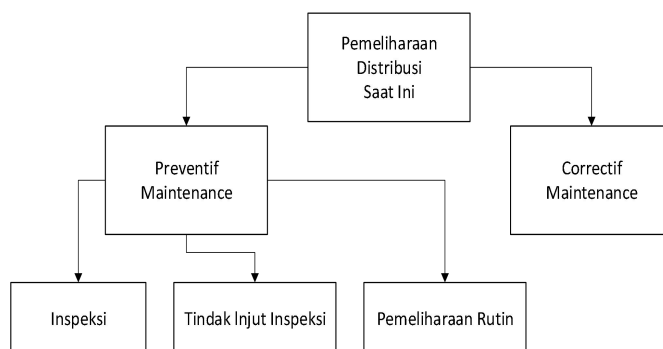 Pemeliharaan
Distribusi
Saat Ini
Preventif
Maintenance
Correctif
Maintenance
Inspeksi
Tindak lnjut Inspeksi
Pemeliharaan Rutin